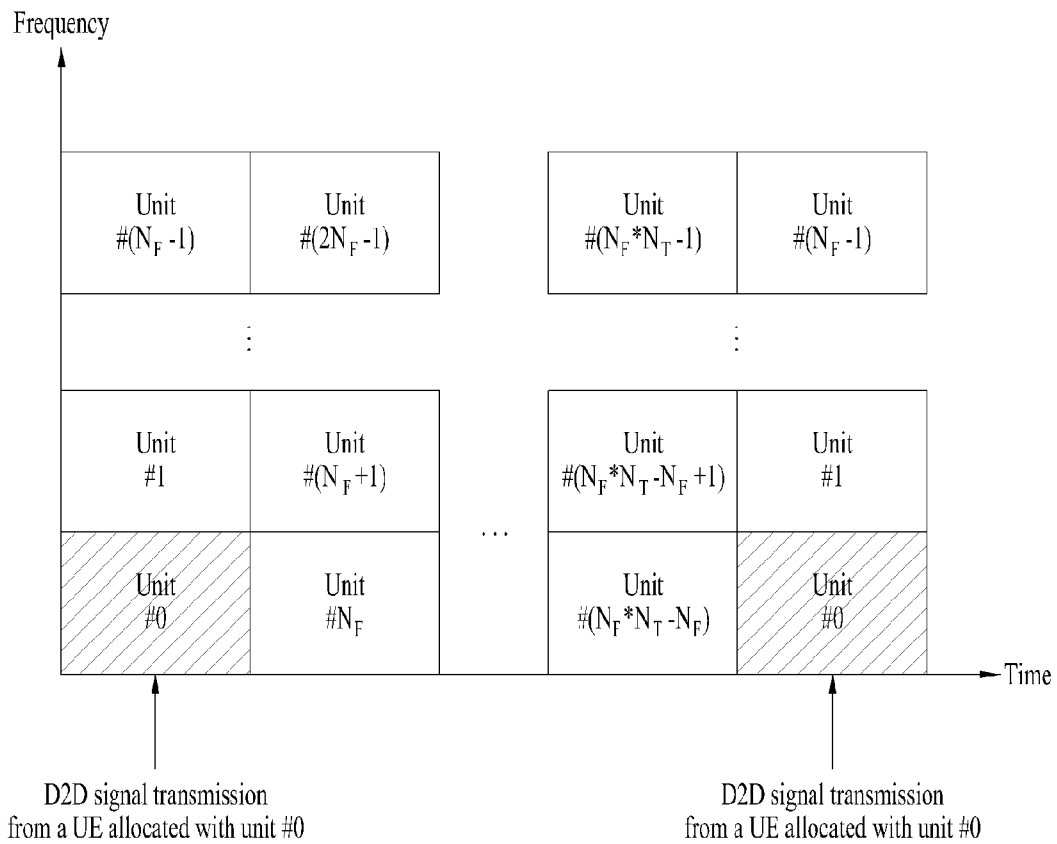 Frequency
Unit
#(N_F -1)
Unit
#(2N_F -1)
Unit
#(N_F*N_T -1)
Unit
#(N_F -1)
⋮
⋮
Unit
#1
Unit
#(N_F +1)
Unit
#(N_F*N_T -N_F +1)
Unit
#1
...
Unit
#0
Unit
#N_F
Unit
#(N_F*N_T -N_F)
Unit
#0
Time
D2D signal transmission
from a UE allocated with unit #0
D2D signal transmission
from a UE allocated with unit #0